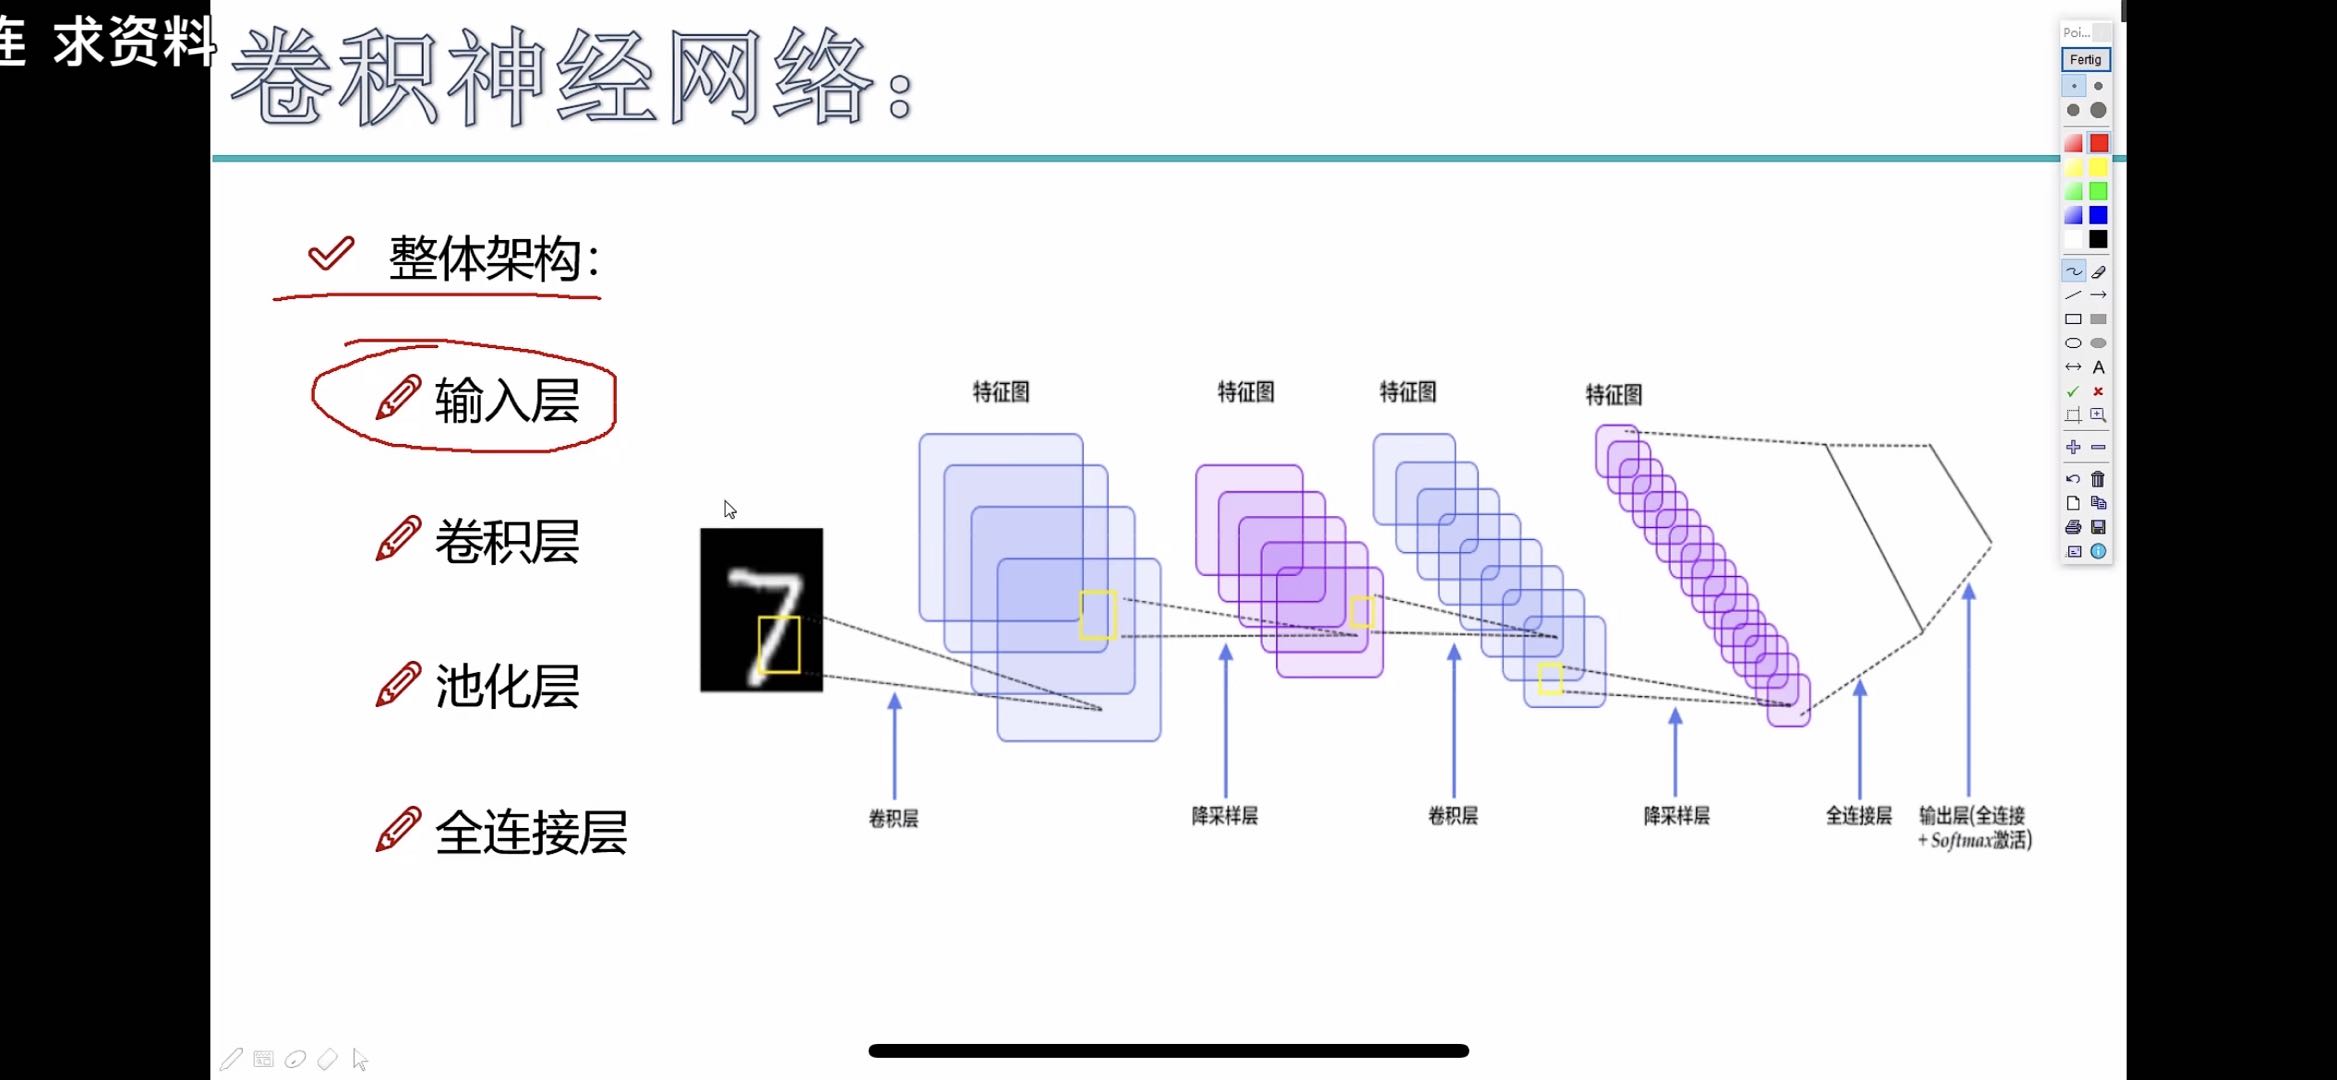 连 求资料
卷积神经网络：
Poi...
Fertig
整体架构：
输入层
卷积层
池化层
全连接层
特征图
特征图
特征图
特征图
7
卷积层
降采样层
卷积层
降采样层
全连接层
输出层(全连接
+ Softmax激活)
A